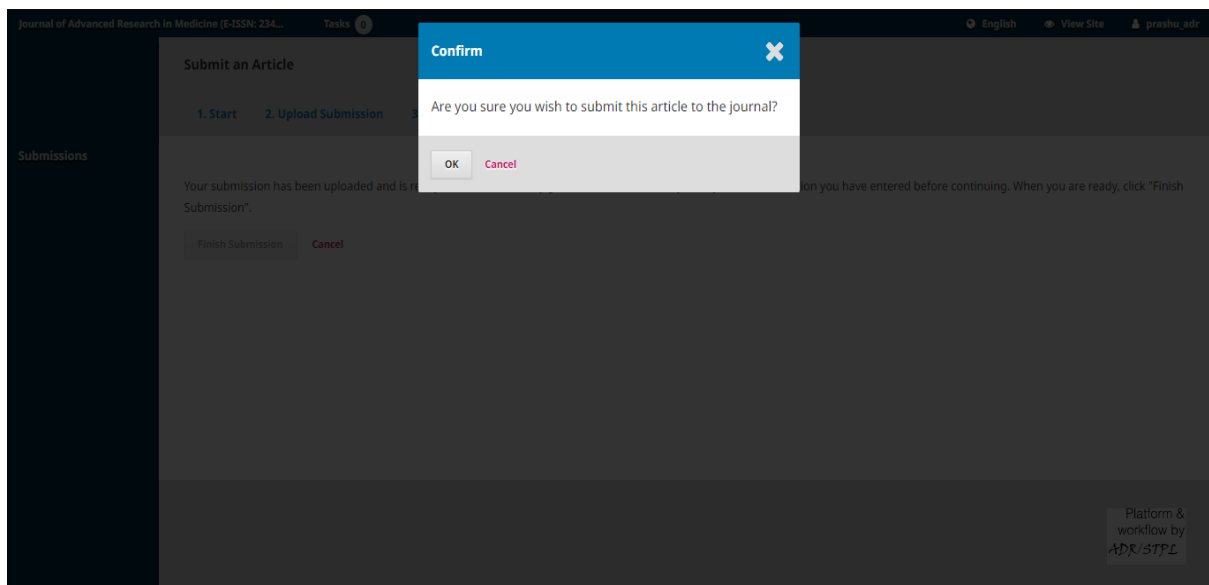 Journal of Advanced Research in Medicine (E-ISSN: 234... Tasks 0 English View Site prashu_adr
Confirm
Submit an Article
Are you sure you wish to submit this article to the journal?
1. Start 2. Upload Submission 3
OK Cancel
Submissions
Your submission has been uploaded and is re
ion you have entered before continuing. When you are ready, click "Finish
Submission".
Finish Submission Cancel
Platform &
workflow by
ADR/STPL